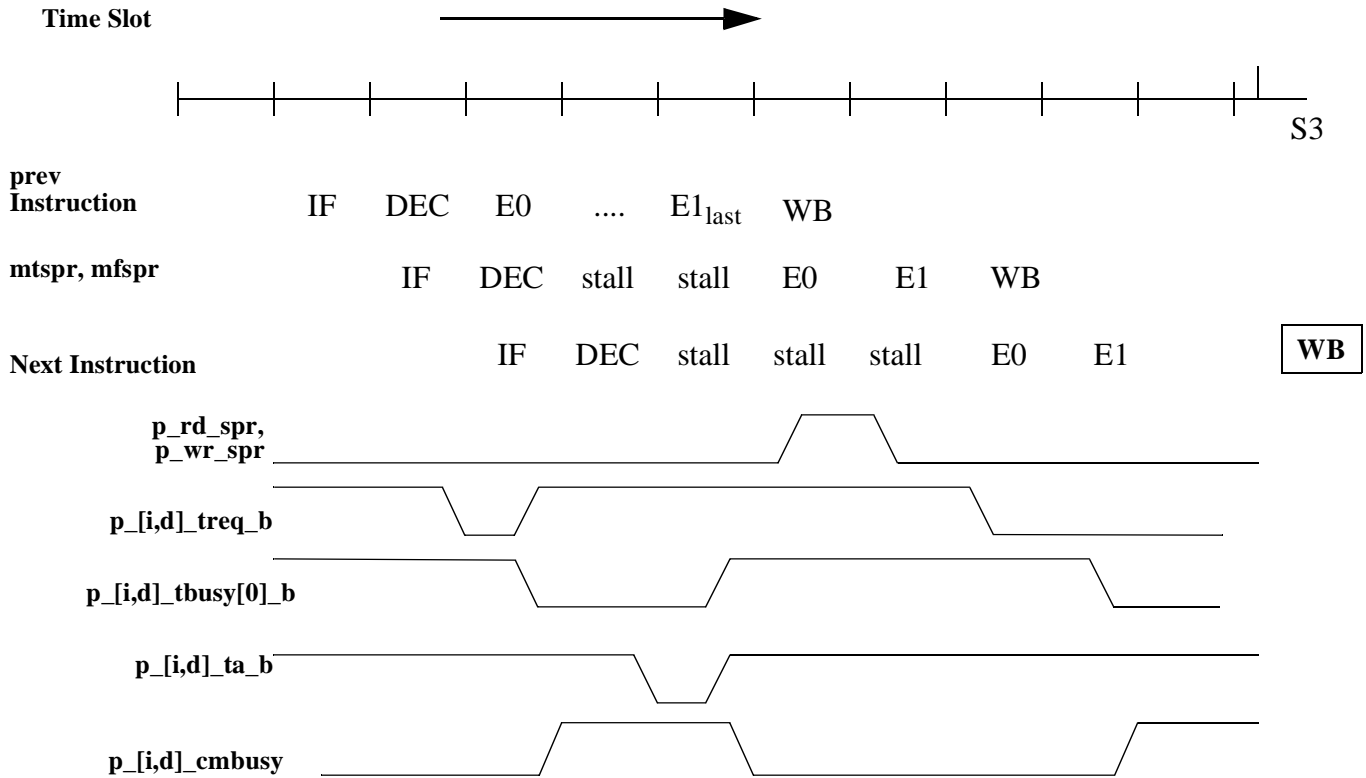 Time Slot
S3
prev
Instruction IF DEC E0 .... E1last WB
mtspr, mfspr IF DEC stall stall E0 E1 WB
Next Instruction IF DEC stall stall stall E0 E1 WB
p_rd_spr,
p_wr_spr
p_[i,d]_treq_b
p_[i,d]_tbusy[0]_b
p_[i,d]_ta_b
p_[i,d]_cmbusy